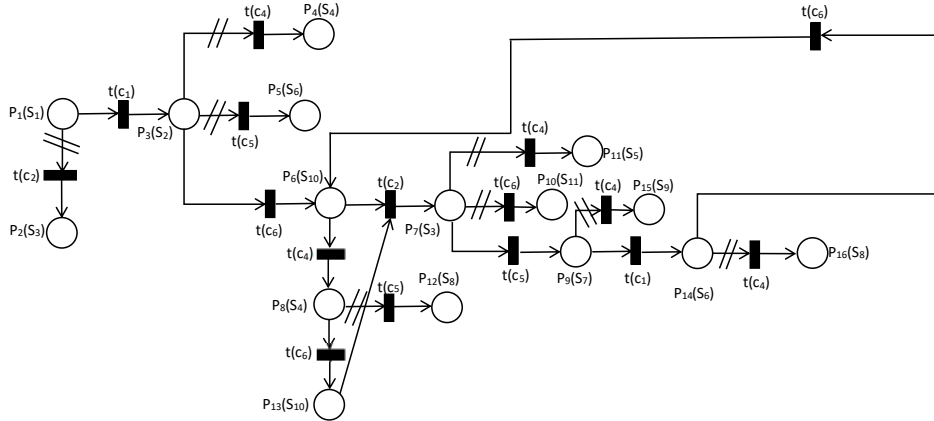 t(c₄)
P₄(S₄)
t(c₆)
P₁(S₁)
t(c₁)
P₃(S₂)
P₅(S₆)
t(c₅)
t(c₄)
P₁₁(S₅)
t(c₂)
P₂(S₃)
P₆(S₁₀)
t(c₂)
t(c₆)
P₁₀(S₁₁)
t(c₄)
P₁₅(S₉)
t(c₆)
P₇(S₃)
t(c₄)
t(c₅)
P₉(S₇)
t(c₁)
P₁₄(S₆)
t(c₄)
P₁₆(S₈)
P₈(S₄)
t(c₅)
P₁₂(S₈)
t(c₆)
P₁₃(S₁₀)